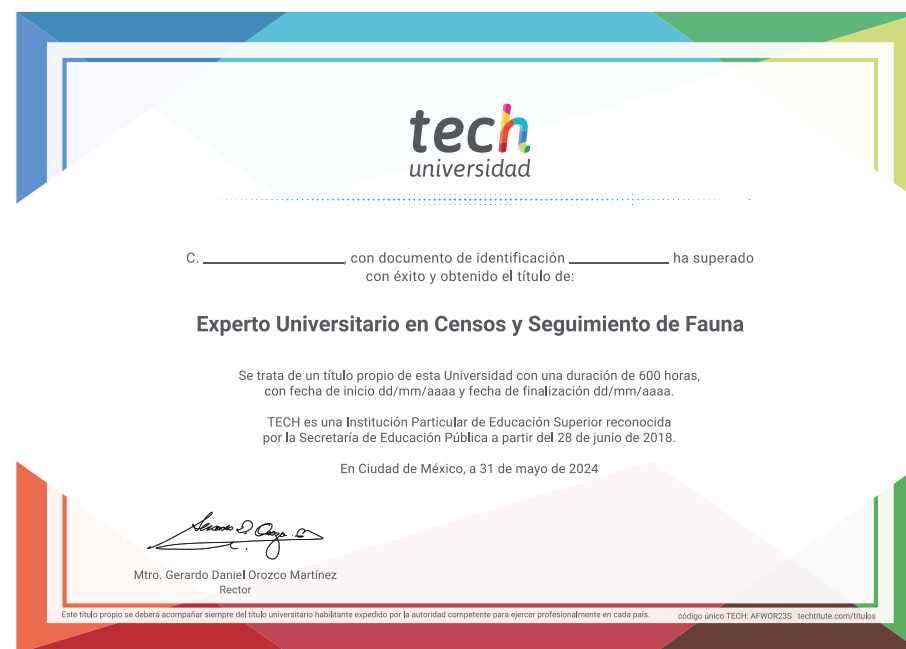 tech
universidad
C. ____________, con documento de identificación ____________ ha superado
con éxito y obtenido el título de:
Experto Universitario en Censos y Seguimiento de Fauna
Se trata de un título propio de esta Universidad con una duración de 600 horas,
con fecha de inicio dd/mm/aaaa y fecha de finalización dd/mm/aaaa.
TECH es una Institución Particular de Educación Superior reconocida
por la Secretaría de Educación Pública a partir del 28 de junio de 2018.
En Ciudad de México, a 31 de mayo de 2024
Mtro. Gerardo Daniel Orozco Martínez
Rector
Este título propio se deberá acompañar siempre del título universitario habilitante expedido por la autoridad competente para ejercer profesionalmente en cada país.
código único TECH: AFWOR23S techtitute.com/titulos